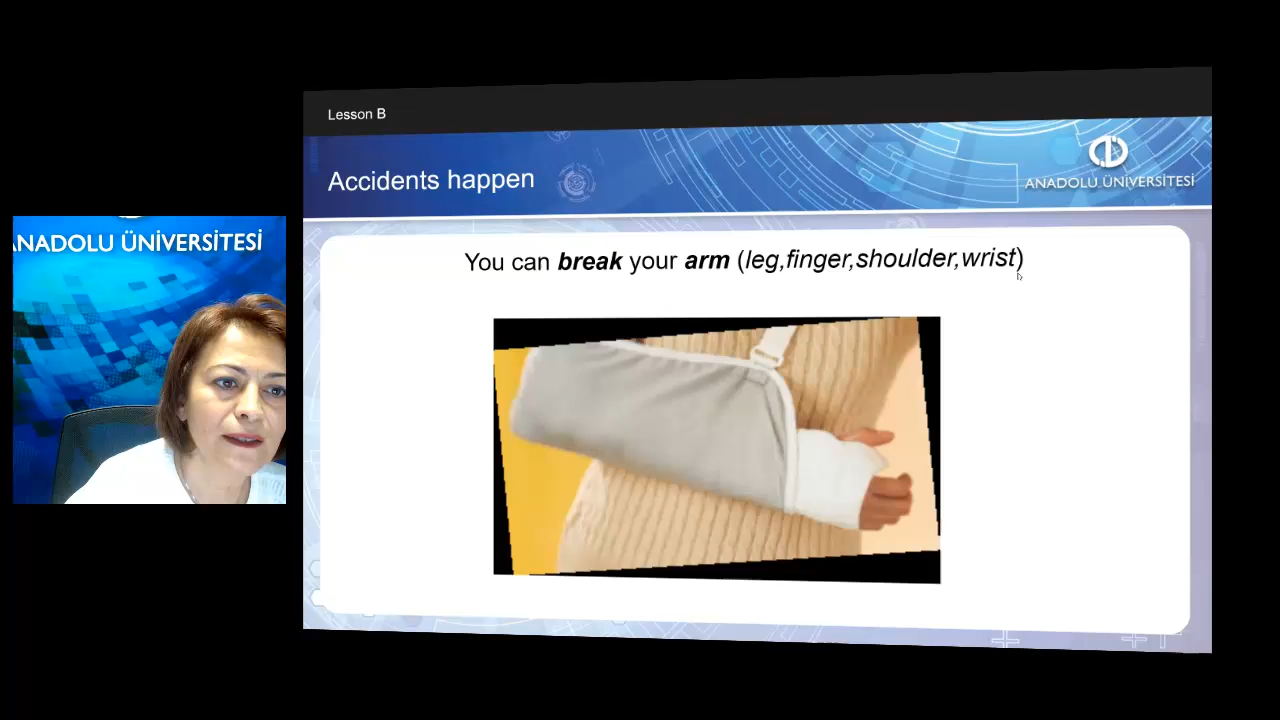 Lesson B
Accidents happen
ANADOLU ÜNİVERSİTESİ
ANADOLU ÜNİVERSİTESİ
You can break your arm (leg,finger,shoulder,wrist)